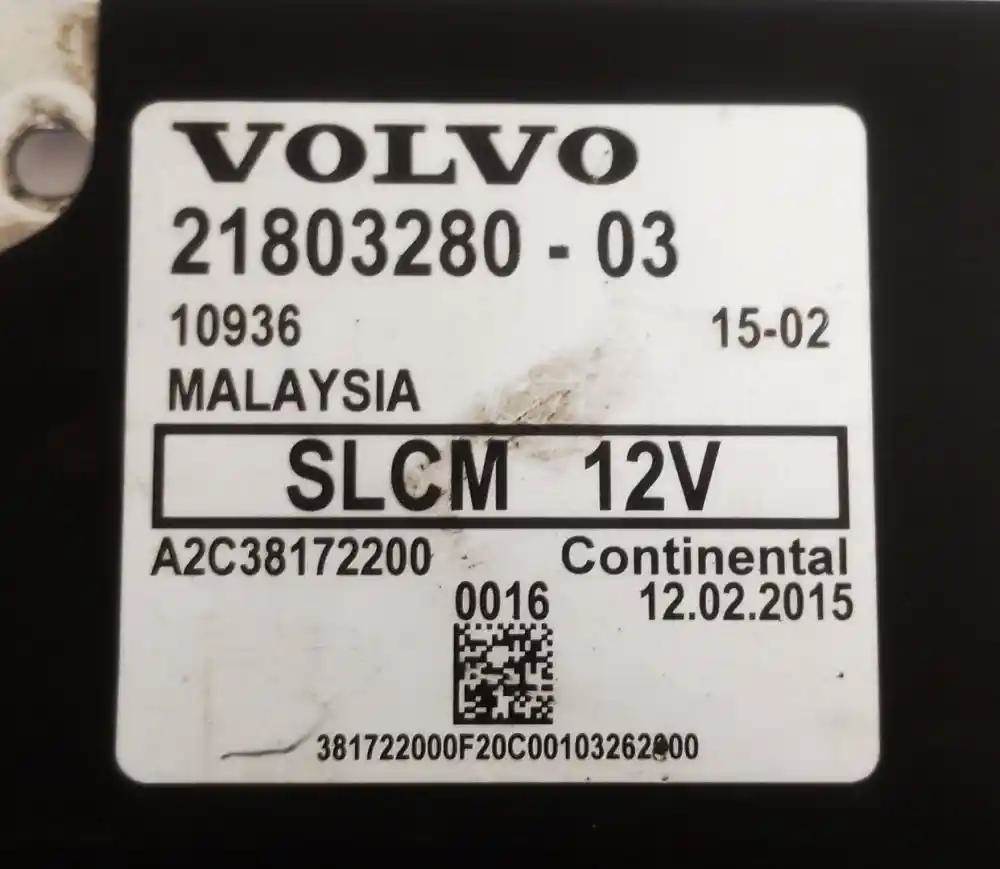 VOLVO
21803280 - 03
10936 15-02
MALAYSIA
SLCM 12V
A2C38172200 Continental
0016 12.02.2015